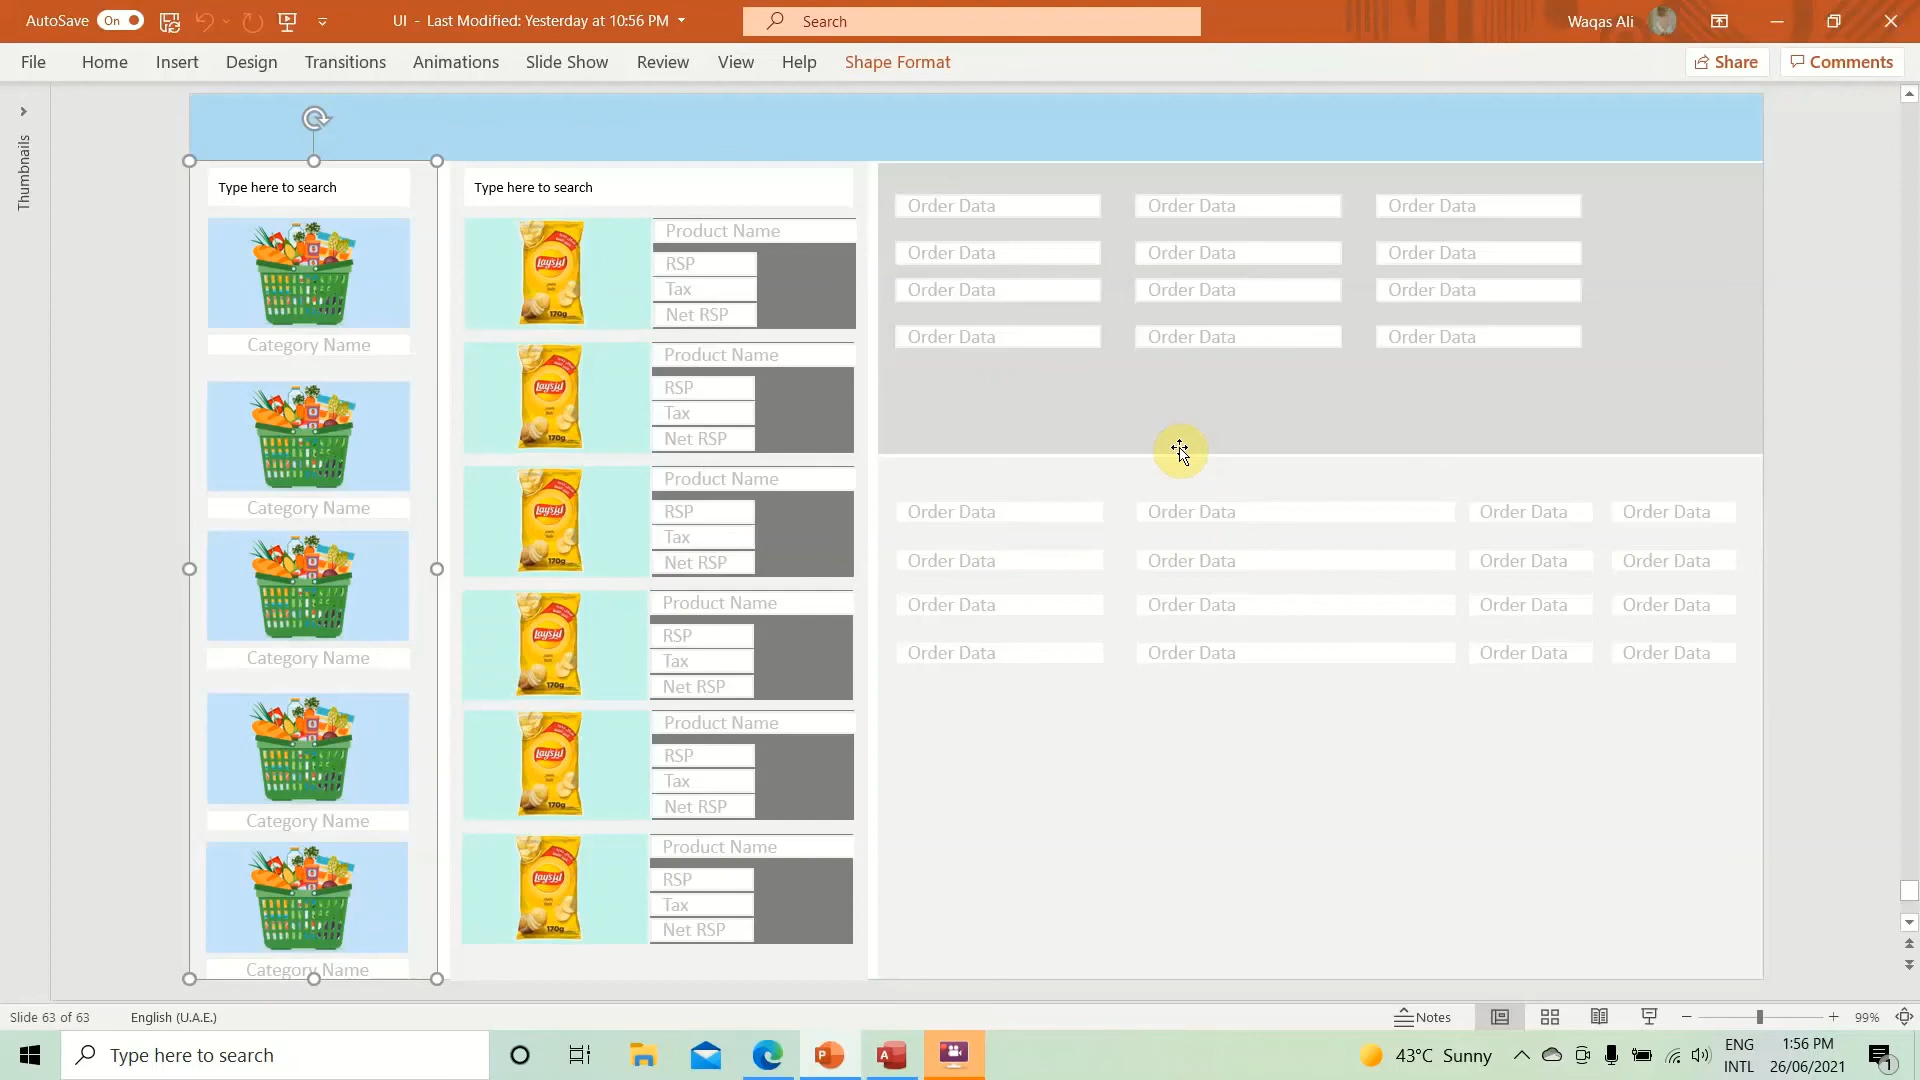 AutoSave On UI - Last Modified: Yesterday at 10:56 PM Search Waqas Ali
File Home Insert Design Transitions Animations Slide Show Review View Help Shape Format Share Comments
Thumbnails
Type here to search
Category Name
Category Name
Category Name
Category Name
Category Name
Type here to search
Product Name
RSP
Tax
Net RSP
170g
Product Name
RSP
Tax
Net RSP
170g
Product Name
RSP
Tax
Net RSP
170g
Product Name
RSP
Tax
Net RSP
170g
Product Name
RSP
Tax
Net RSP
170g
Product Name
RSP
Tax
Net RSP
170g
Order Data Order Data Order Data
Order Data Order Data Order Data
Order Data Order Data Order Data
Order Data Order Data Order Data
Order Data Order Data Order Data Order Data
Order Data Order Data Order Data Order Data
Order Data Order Data Order Data Order Data
Order Data Order Data Order Data Order Data
Slide 63 of 63 English (U.A.E.) Notes 99%
Type here to search 43°C Sunny
ENG
INTL
1:56 PM
26/06/2021
1